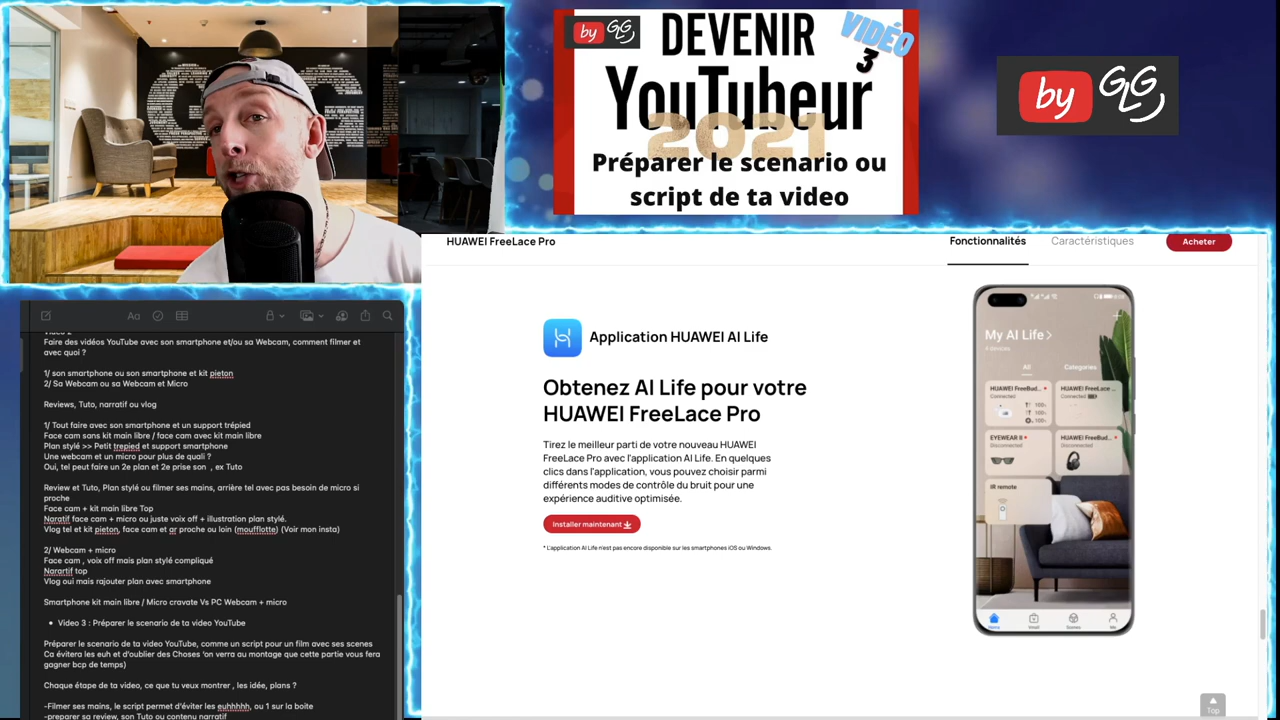 by GLG
DEVENIR
VIDÉO
3
YouTubeur
2021
Préparer le scenario ou
script de ta video
by GLG
HUAWEI FreeLace Pro
Fonctionnalités
Caractéristiques
Acheter
Application HUAWEI AI Life
Obtenez AI Life pour votre
HUAWEI FreeLace Pro
Tirez le meilleur parti de votre nouveau HUAWEI
FreeLace Pro avec l'application AI Life. En quelques
clics dans l'application, vous pouvez choisir parmi
différents modes de contrôle du bruit pour une
expérience auditive optimisée.
Installer maintenant
* L'application AI Life n'est pas encore disponible sur les smartphones iOS ou Windows.
My AI Life >
All
Categories
HUAWEI FreeBud...
Connected
HUAWEI FreeLace ...
Connected
EYEWEAR II
Disconnected
HUAWEI FreeBud...
Disconnected
IR remote
Home
Scenes
Me
Top
Aa
Video 2
Faire des vidéos YouTube avec son smartphone et/ou sa Webcam, comment filmer et
avec quoi ?
1/ son smartphone ou son smartphone et kit pieton
2/ Sa Webcam ou sa Webcam et Micro
Reviews, Tuto, narratif ou vlog
1/ Tout faire avec son smartphone et un support trépied
Face cam sans kit main libre / face cam avec kit main libre
Plan stylé >> Petit trepied et support smartphone
Une webcam et un micro pour plus de quali ?
Oui, tel peut faire un 2e plan et 2e prise son , ex Tuto
Review et Tuto, Plan stylé ou filmer ses mains, arrière tel avec pas besoin de micro si
proche
Face cam + kit main libre Top
Naratif face cam + micro ou juste voix off + illustration plan stylé.
Vlog tel et kit pieton, face cam et ar proche ou loin (moufflotte) (Voir mon insta)
2/ Webcam + micro
Face cam , voix off mais plan stylé compliqué
Narartif top
Vlog oui mais rajouter plan avec smartphone
Smartphone kit main libre / Micro cravate Vs PC Webcam + micro
• Video 3 : Préparer le scenario de ta video YouTube
Préparer le scenario de ta video YouTube, comme un script pour un film avec ses scenes
Ca évitera les euh et d'oublier des Choses 'on verra au montage que cette partie vous fera
gagner bcp de temps)
Chaque étape de ta video, ce que tu veux montrer , les idée, plans ?
-Filmer ses mains, le script permet d'éviter les euhhhhh, ou 1 sur la boite
-preparer sa review, son Tuto ou contenu narratif